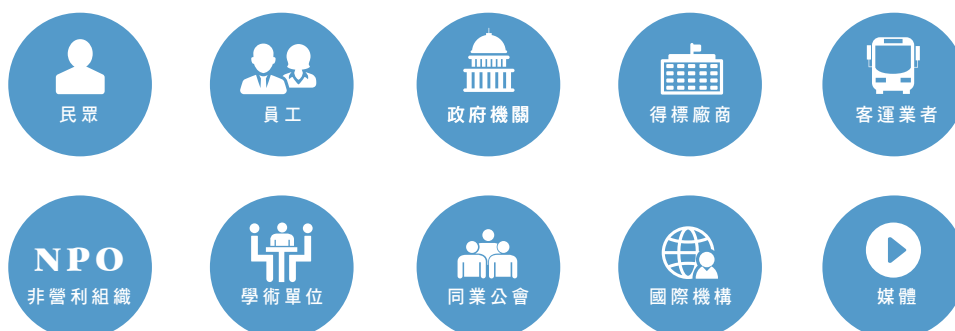 民眾
員工
政府機關
得標廠商
客運業者
NPO
非營利組織
學術單位
同業公會
國際機構
媒體